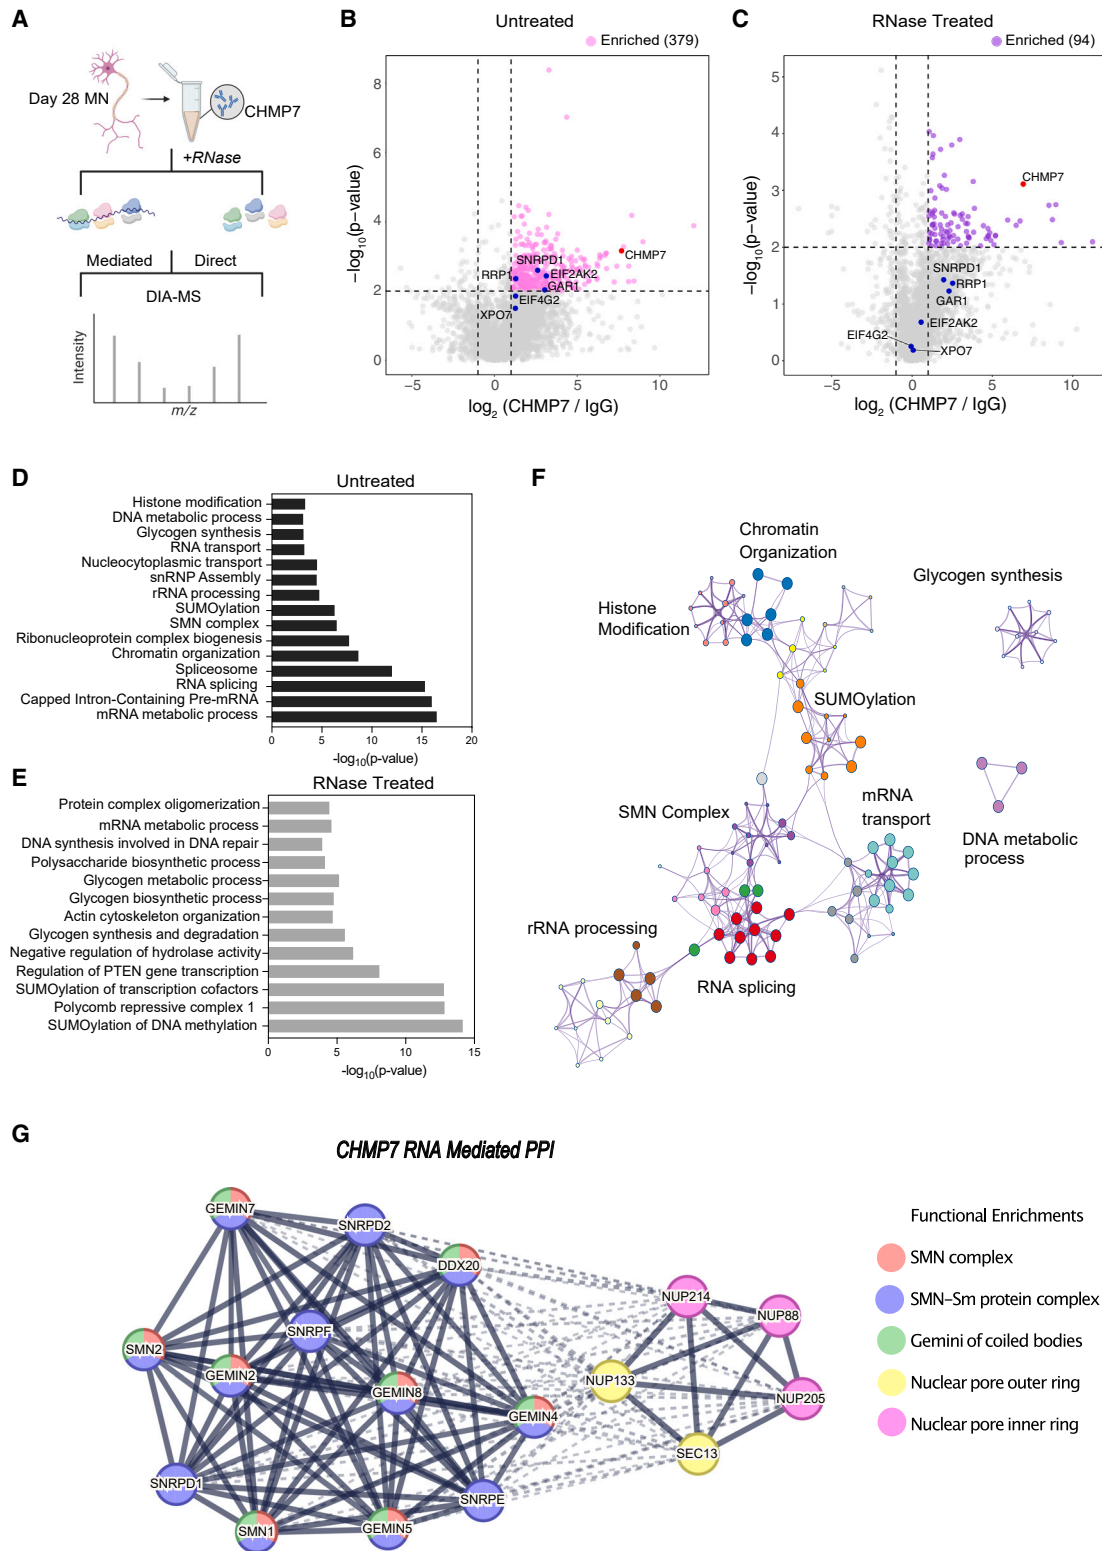 A
Day 28 MN
CHMP7
+RNase
Mediated
Direct
DIA-MS
Intensity
m/z
B
Untreated
Enriched (379)
8
6
4
2
0
−5
0
5
10
−log10(p−value)
log2 (CHMP7 / IgG)
CHMP7
SNRPD1
RRP1
EIF2AK2
GAR1
EIF4G2
XPO7
C
RNase Treated
Enriched (94)
5
4
3
2
1
0
−5
0
5
10
−log10(p−value)
log2 (CHMP7 / IgG)
CHMP7
SNRPD1
RRP1
GAR1
EIF2AK2
EIF4G2
XPO7
D
Untreated
Histone modification
DNA metabolic process
Glycogen synthesis
RNA transport
Nucleocytoplasmic transport
snRNP Assembly
rRNA processing
SUMOylation
SMN complex
Ribonucleoprotein complex biogenesis
Chromatin organization
Spliceosome
RNA splicing
Capped Intron-Containing Pre-mRNA
mRNA metabolic process
0
5
10
15
20
-log10(p-value)
E
RNase Treated
Protein complex oligomerization
mRNA metabolic process
DNA synthesis involved in DNA repair
Polysaccharide biosynthetic process
Glycogen metabolic process
Glycogen biosynthetic process
Actin cytoskeleton organization
Glycogen synthesis and degradation
Negative regulation of hydrolase activity
Regulation of PTEN gene transcription
SUMOylation of transcription cofactors
Polycomb repressive complex 1
SUMOylation of DNA methylation
0
5
10
15
-log10(p-value)
F
Chromatin
Organization
Histone
Modification
Glycogen synthesis
SUMOylation
SMN Complex
mRNA
transport
DNA metabolic
process
rRNA processing
RNA splicing
G
CHMP7 RNA Mediated PPI
GEMIN7
SNRPD2
DDX20
SNRPF
SMN2
GEMIN2
GEMIN8
GEMIN4
SNRPD1
SNRPE
SMN1
GEMIN5
NUP214
NUP88
NUP133
NUP205
SEC13
Functional Enrichments
SMN complex
SMN–Sm protein complex
Gemini of coiled bodies
Nuclear pore outer ring
Nuclear pore inner ring